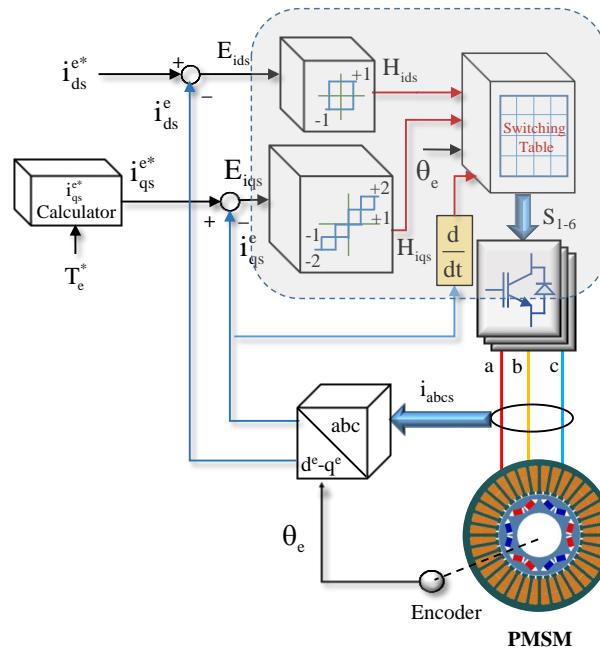 i_ds^e*
+
−
E_ids
+1
-1
H_ids
Switching
Table
i_ds^e
θ_e
i_qs^e*
i_qs^e*
Calculator
T_e^*
+
−
E_iqs
+2
+1
-1
-2
H_iqs
i_qs^e
d
dt
S_1-6
a b c
i_abcs
abc
d^e-q^e
θ_e
Encoder
PMSM